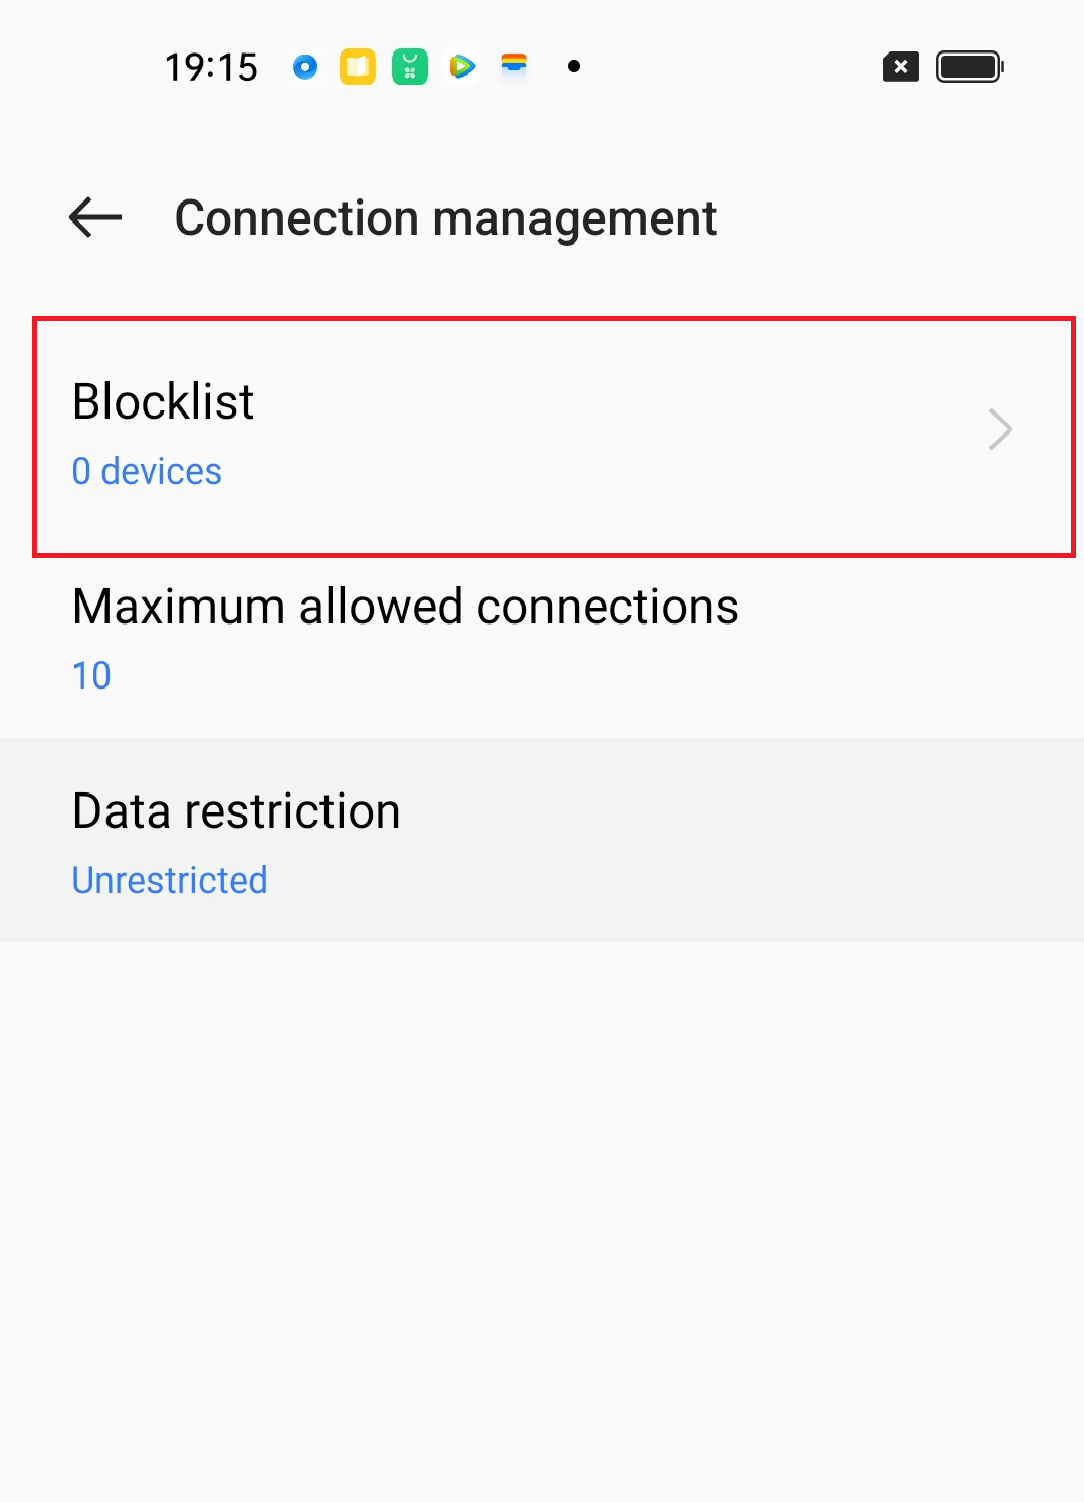 19:15
Connection management
Blocklist
0 devices
Maximum allowed connections
10
Data restriction
Unrestricted